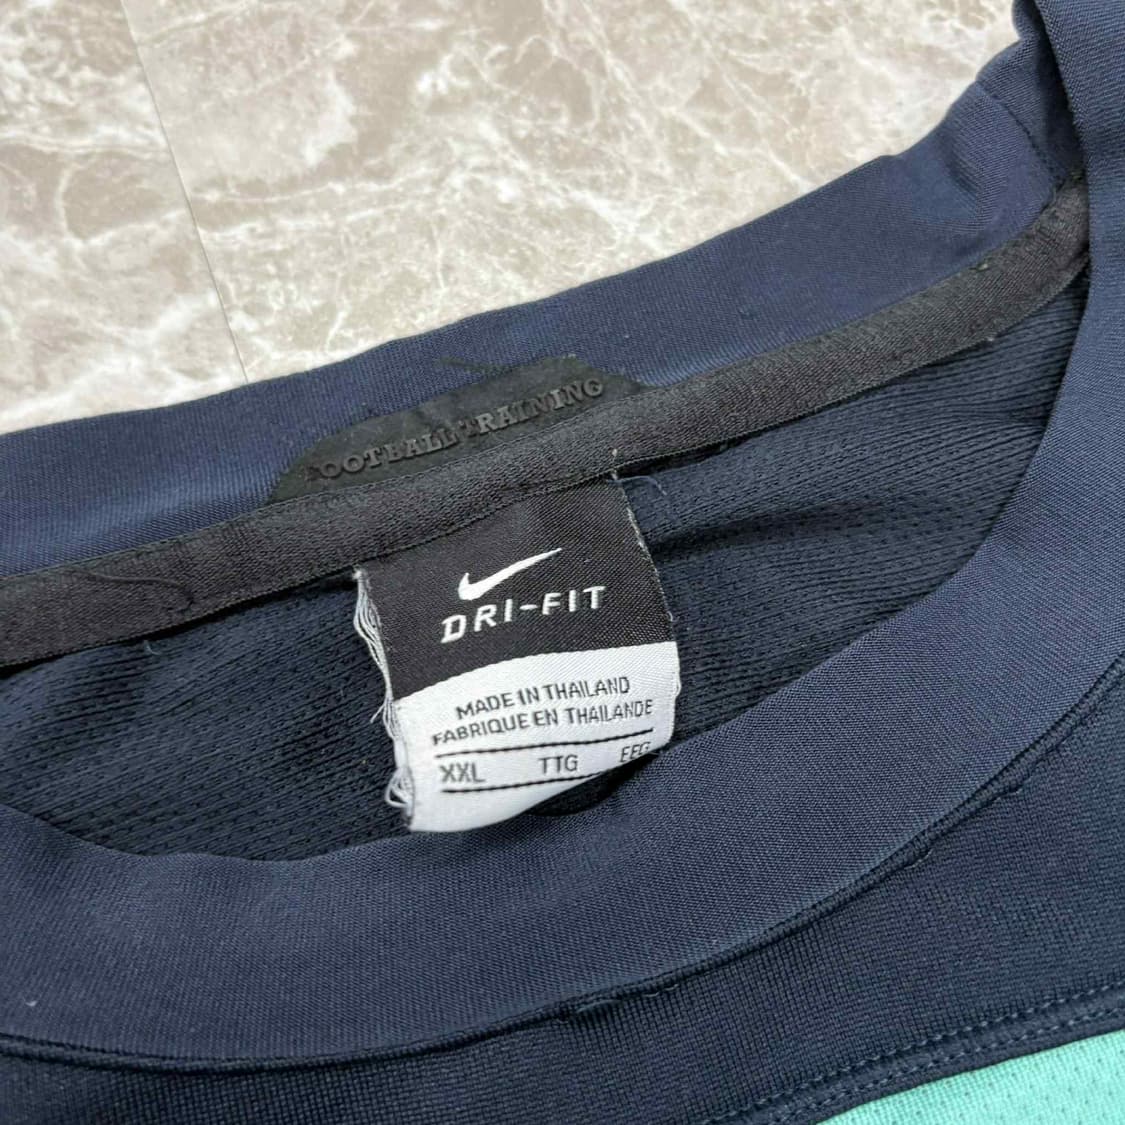 FOOTBALL TRAINING
DRI-FIT
MADE IN THAILAND
FABRIQUE EN THAILANDE
XXL TTG EEG